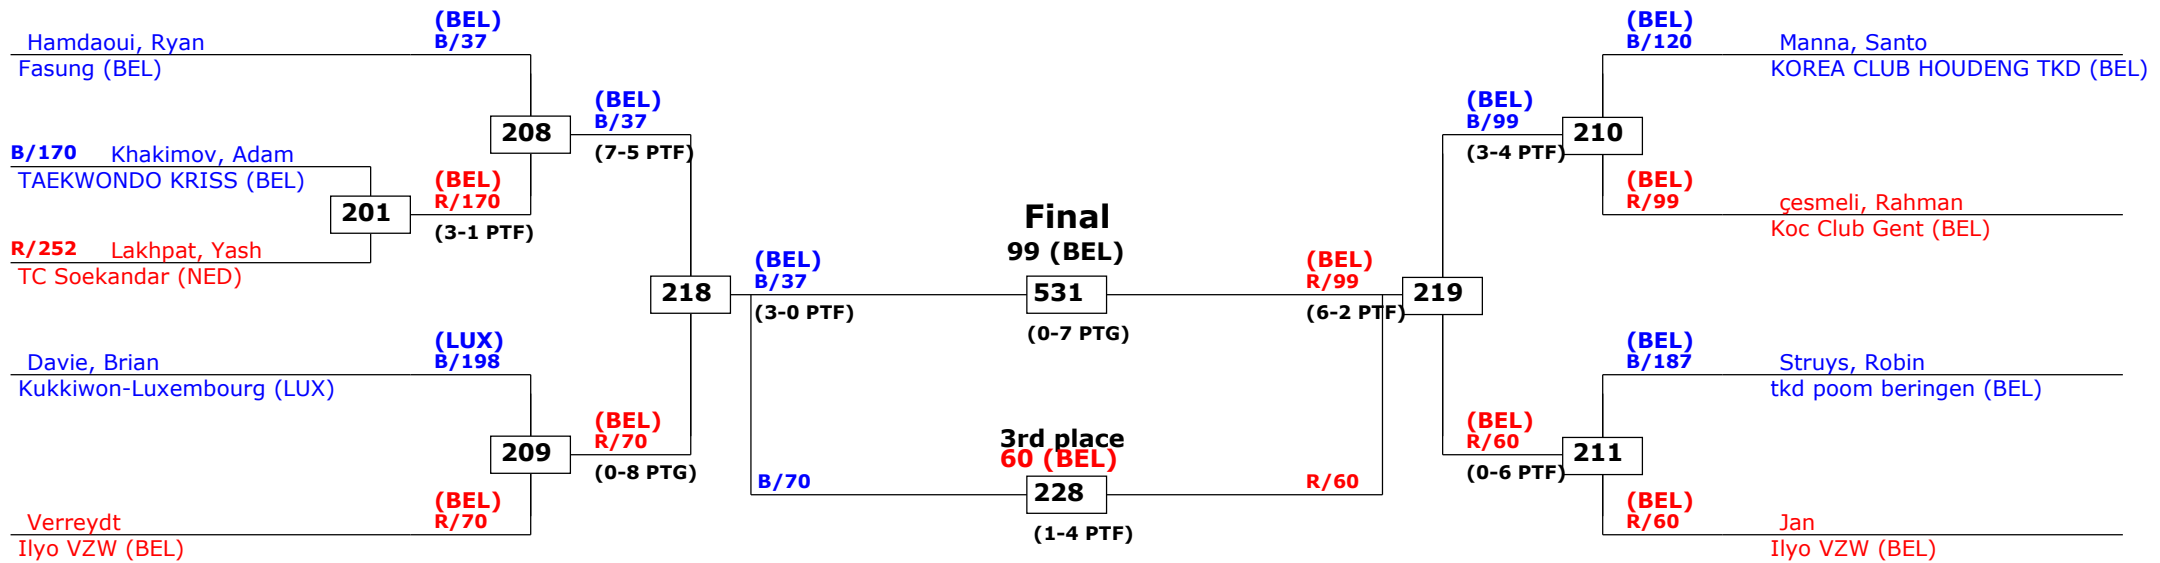 (BEL)
Hamdaoui, Ryan B/37
Fasung (BEL)
(BEL)
B/37
208
(7-5 PTF)
B/170 Khakimov, Adam
TAEKWONDO KRISS (BEL)
(BEL)
R/170
201
(3-1 PTF)
R/252 Lakhpat, Yash
TC Soekandar (NED)
(BEL)
B/37
218
(3-0 PTF)
(LUX)
Davie, Brian B/198
Kukkiwon-Luxembourg (LUX)
(BEL)
R/70
209
(0-8 PTG)
(BEL)
Verreydt R/70
Ilyo VZW (BEL)
Final
99 (BEL)
531
(0-7 PTG)
3rd place
60 (BEL)
B/70 228 R/60
(1-4 PTF)
(BEL)
B/120 Manna, Santo
KOREA CLUB HOUDENG TKD (BEL)
(BEL)
B/99
210
(3-4 PTF)
(BEL)
R/99 çesmeli, Rahman
Koc Club Gent (BEL)
(BEL)
R/99
219
(6-2 PTF)
(BEL)
B/187 Struys, Robin
tkd poom beringen (BEL)
(BEL)
R/60
211
(0-6 PTF)
(BEL)
R/60 Jan
Ilyo VZW (BEL)